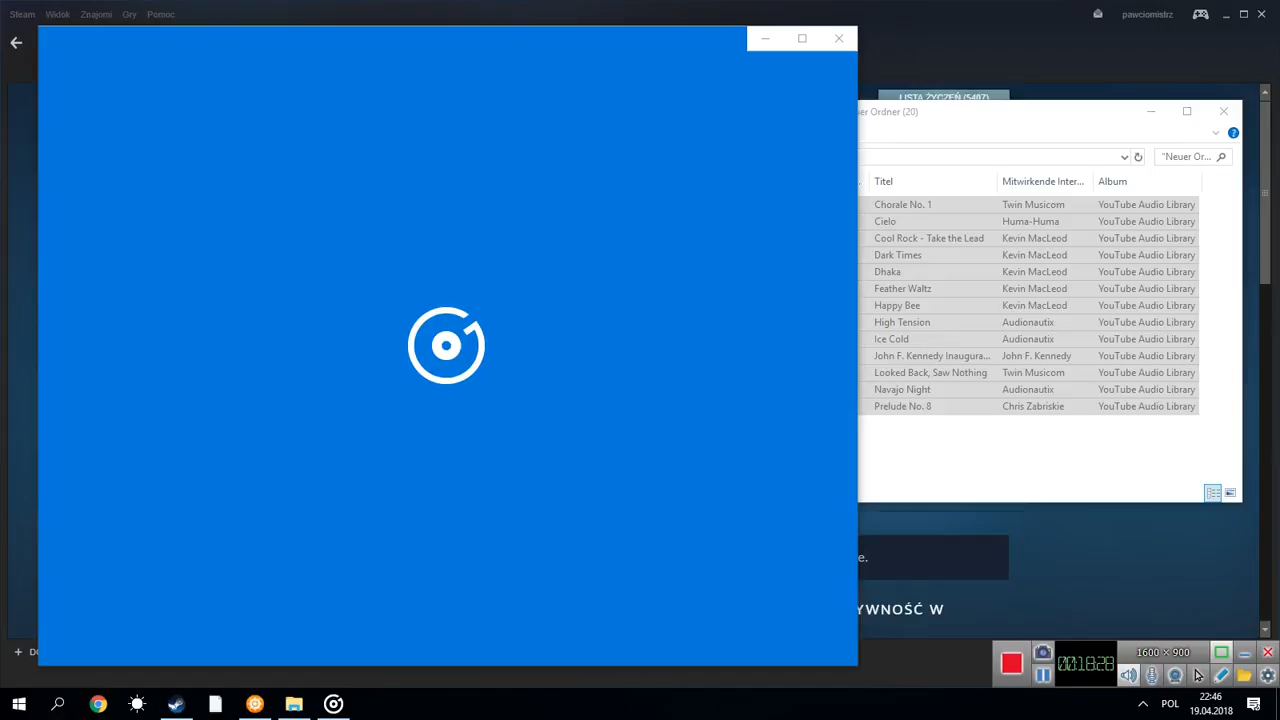 Steam Widok Znajomi Gry Pomoc
pawciomistrz
LISTA ŻYCZEŃ (5407)
er Ordner (20)
"Neuer Or...
Titel Mitwirkende Inter... Album
Chorale No. 1 Twin Musicom YouTube Audio Library
Cielo Huma-Huma YouTube Audio Library
Cool Rock - Take the Lead Kevin MacLeod YouTube Audio Library
Dark Times Kevin MacLeod YouTube Audio Library
Dhaka Kevin MacLeod YouTube Audio Library
Feather Waltz Kevin MacLeod YouTube Audio Library
Happy Bee Kevin MacLeod YouTube Audio Library
High Tension Audionautix YouTube Audio Library
Ice Cold Audionautix YouTube Audio Library
John F. Kennedy Inaugura... John F. Kennedy YouTube Audio Library
Looked Back, Saw Nothing Twin Musicom YouTube Audio Library
Navajo Night Audionautix YouTube Audio Library
Prelude No. 8 Chris Zabriskie YouTube Audio Library
e.
YWNOŚĆ W
+ D
00:18:28
1600 × 900
POL
22:46
19.04.2018